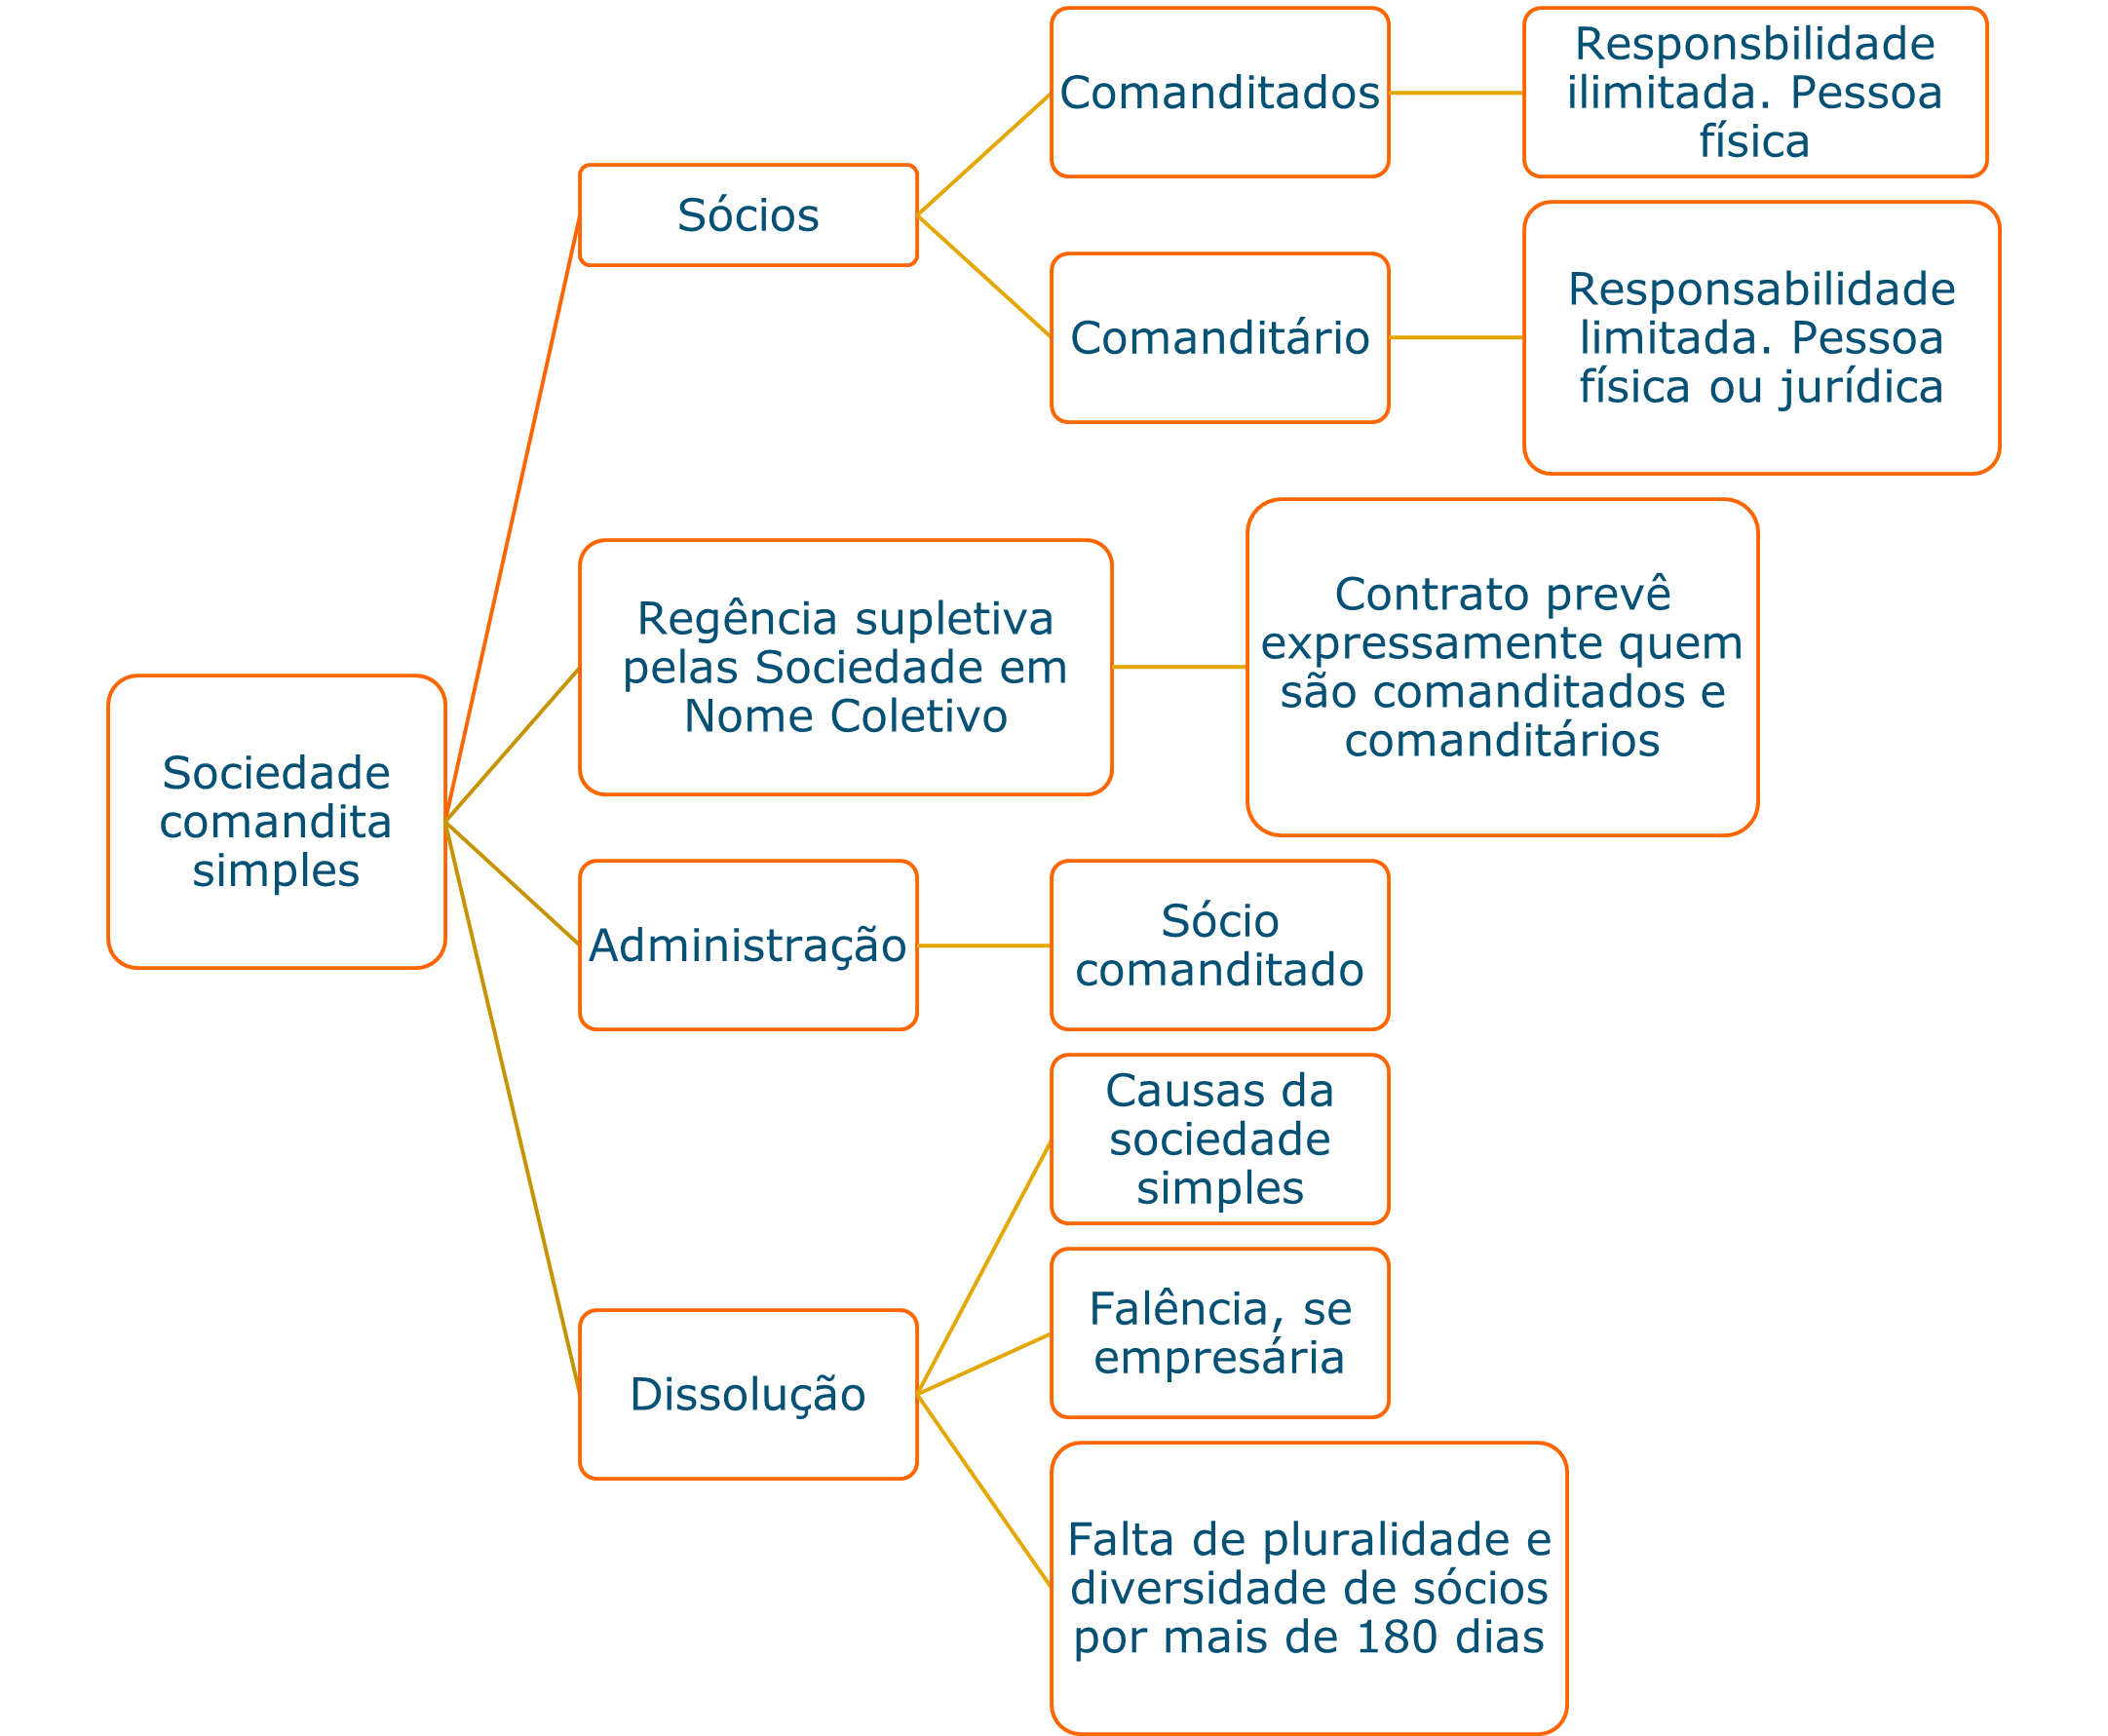 Sociedade
comandita
simples
Sócios
Comanditados
Responsbilidade
ilimitada. Pessoa
física
Comanditário
Responsabilidade
limitada. Pessoa
física ou jurídica
Regência supletiva
pelas Sociedade em
Nome Coletivo
Contrato prevê
expressamente quem
são comanditados e
comanditários
Administração
Sócio
comanditado
Dissolução
Causas da
sociedade
simples
Falência, se
empresária
Falta de pluralidade e
diversidade de sócios
por mais de 180 dias